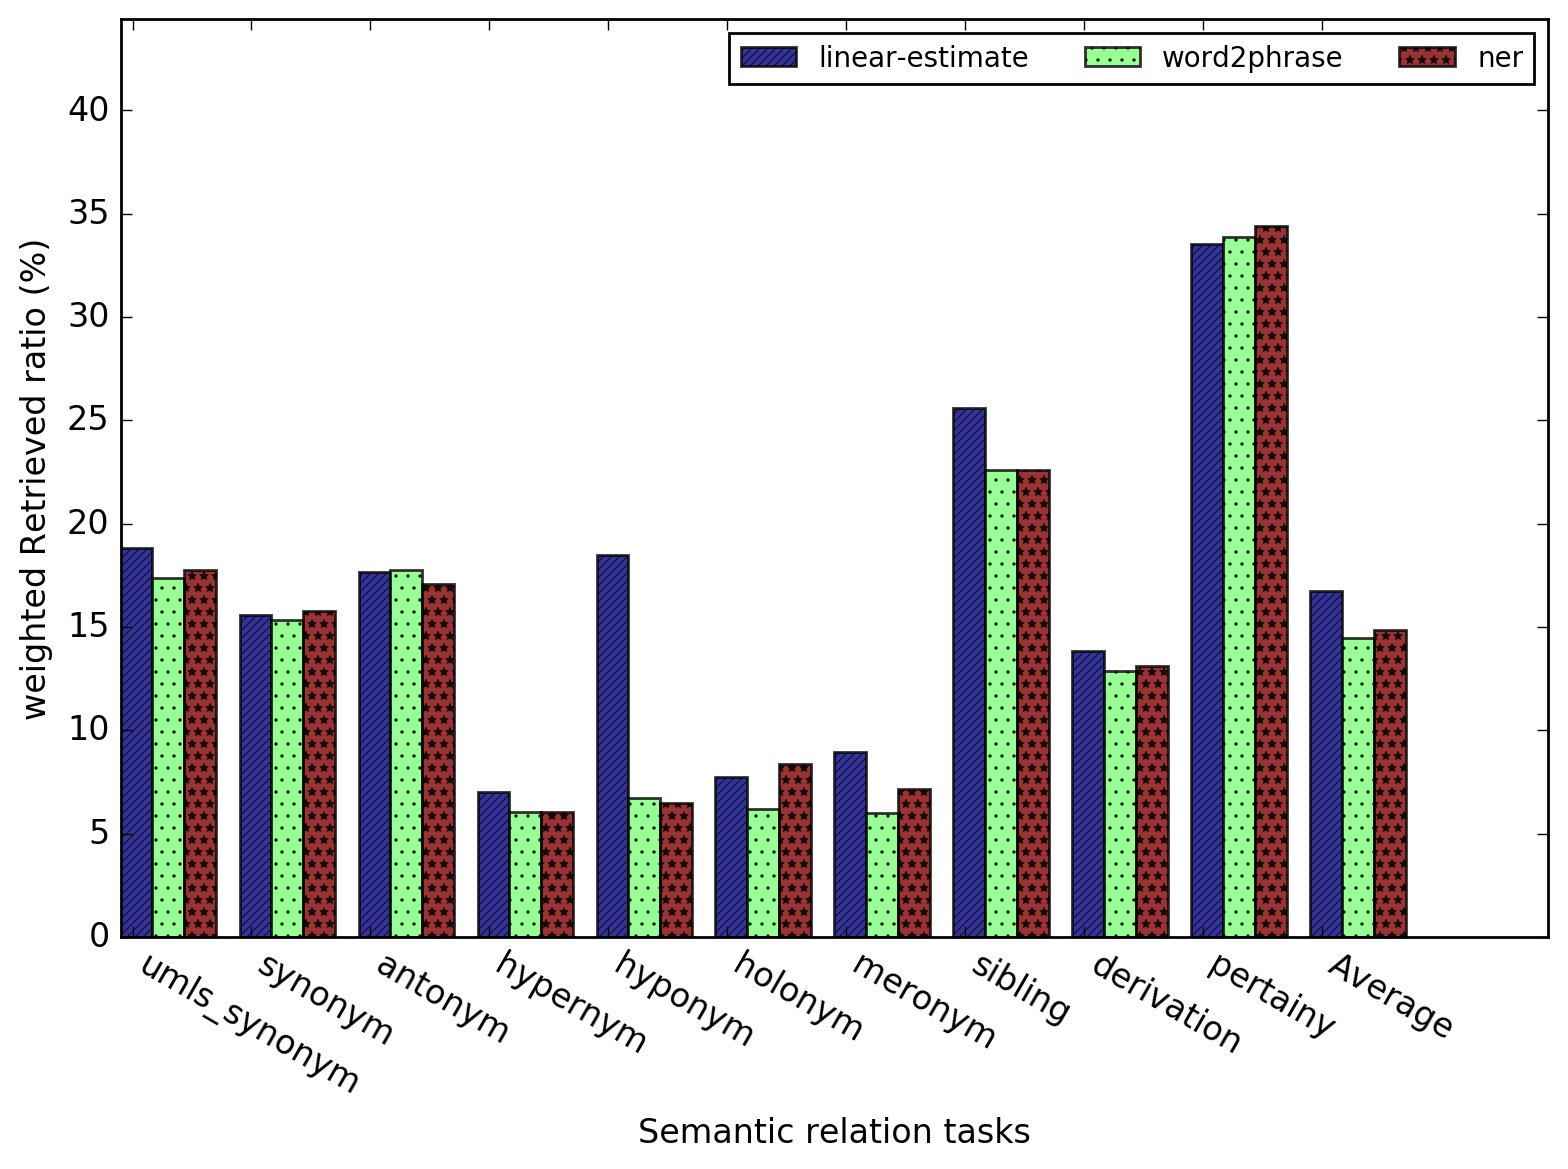 linear-estimate word2phrase ner
weighted Retrieved ratio (%)
40
35
30
25
20
15
10
5
0
umls_synonym
synonym
antonym
hypernym
hyponym
holonym
meronym
sibling
derivation
pertainy
Average
Semantic relation tasks